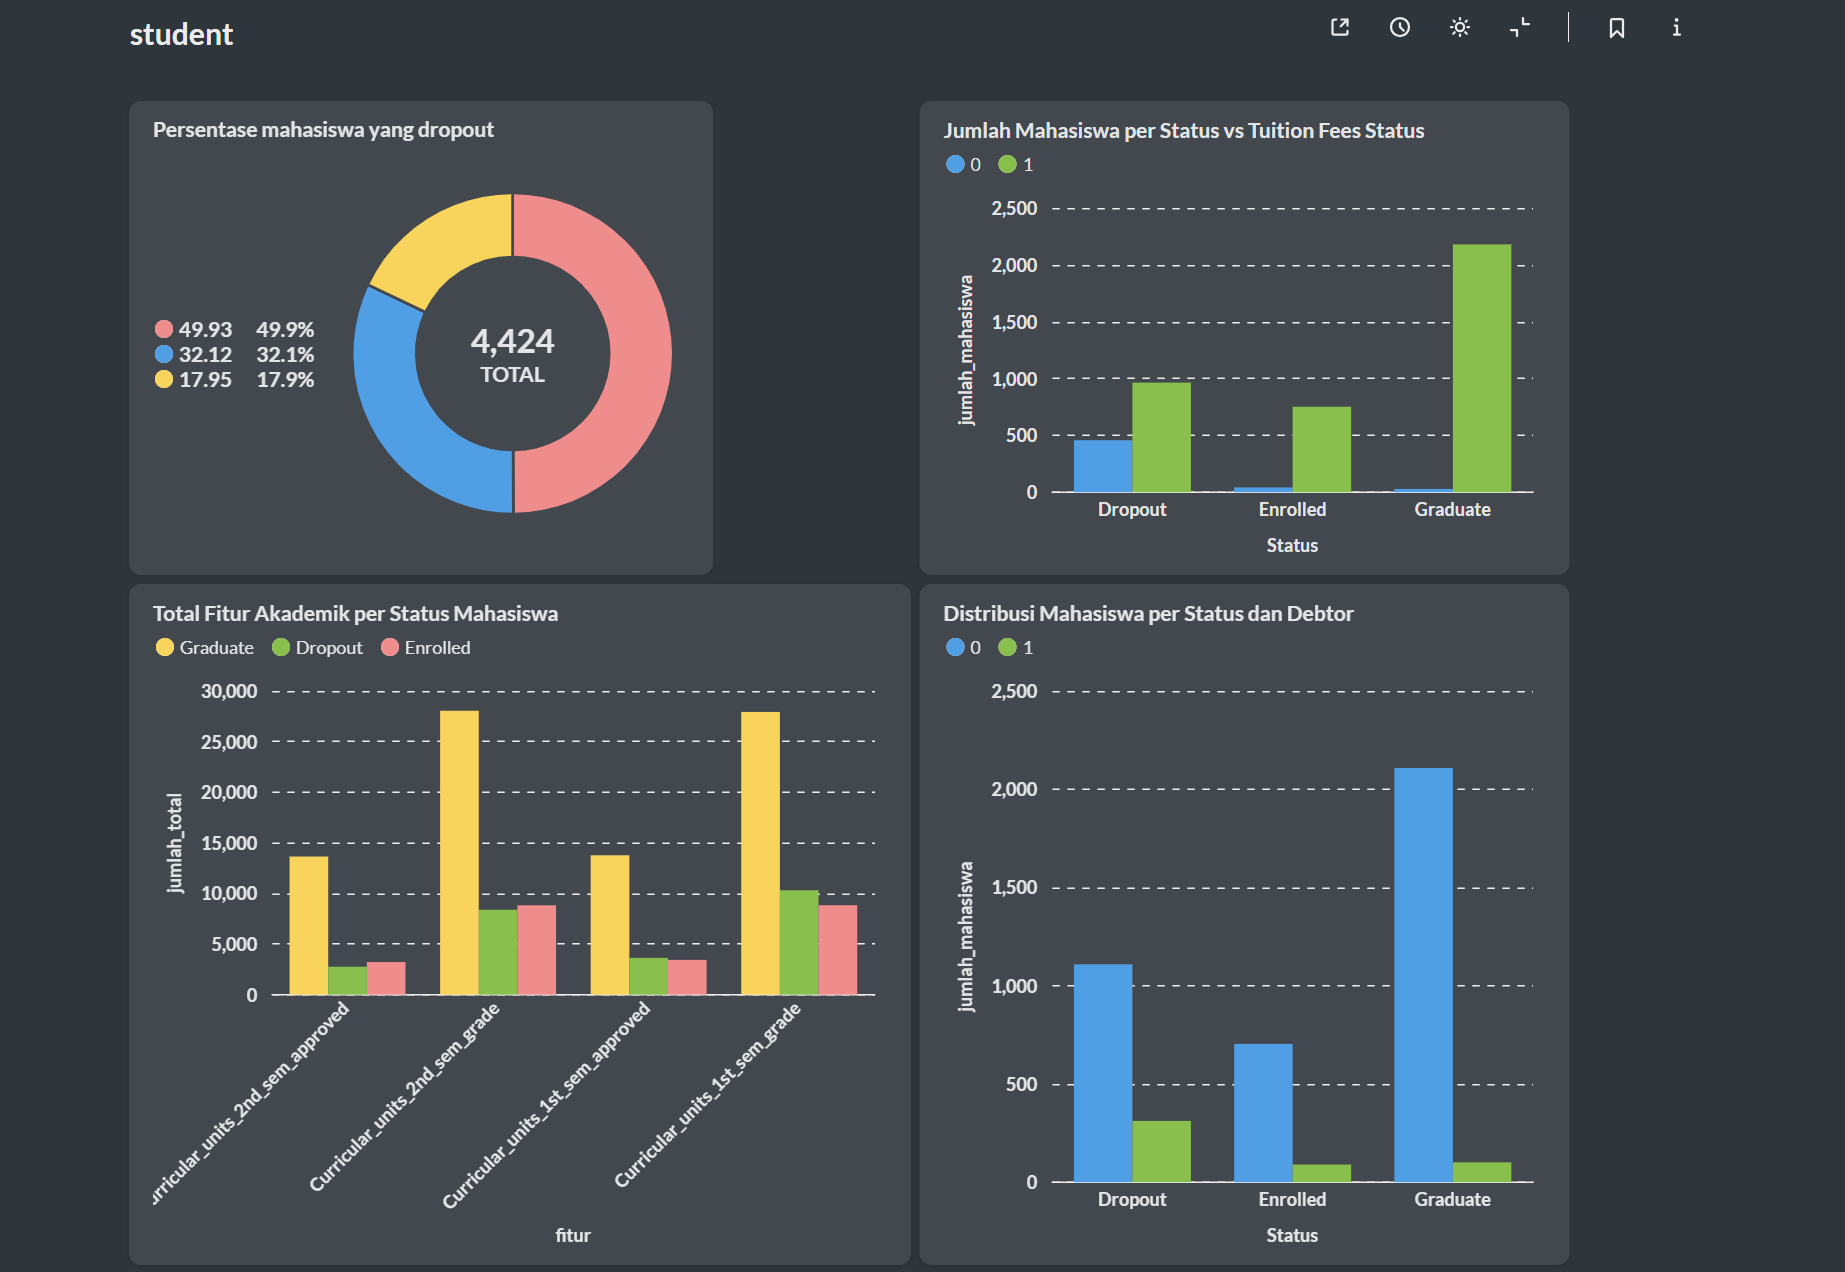 student
Persentase mahasiswa yang dropout
49.93 49.9%
32.12 32.1%
17.95 17.9%
4,424
TOTAL
Jumlah Mahasiswa per Status vs Tuition Fees Status
0 1
jumlah_mahasiswa
2,500
2,000
1,500
1,000
500
0
Dropout Enrolled Graduate
Status
Total Fitur Akademik per Status Mahasiswa
Graduate Dropout Enrolled
jumlah_total
30,000
25,000
20,000
15,000
10,000
5,000
0
urricular_units_2nd_sem_approved
Curricular_units_2nd_sem_grade
Curricular_units_1st_sem_approved
Curricular_units_1st_sem_grade
fitur
Distribusi Mahasiswa per Status dan Debtor
0 1
jumlah_mahasiswa
2,500
2,000
1,500
1,000
500
0
Dropout Enrolled Graduate
Status